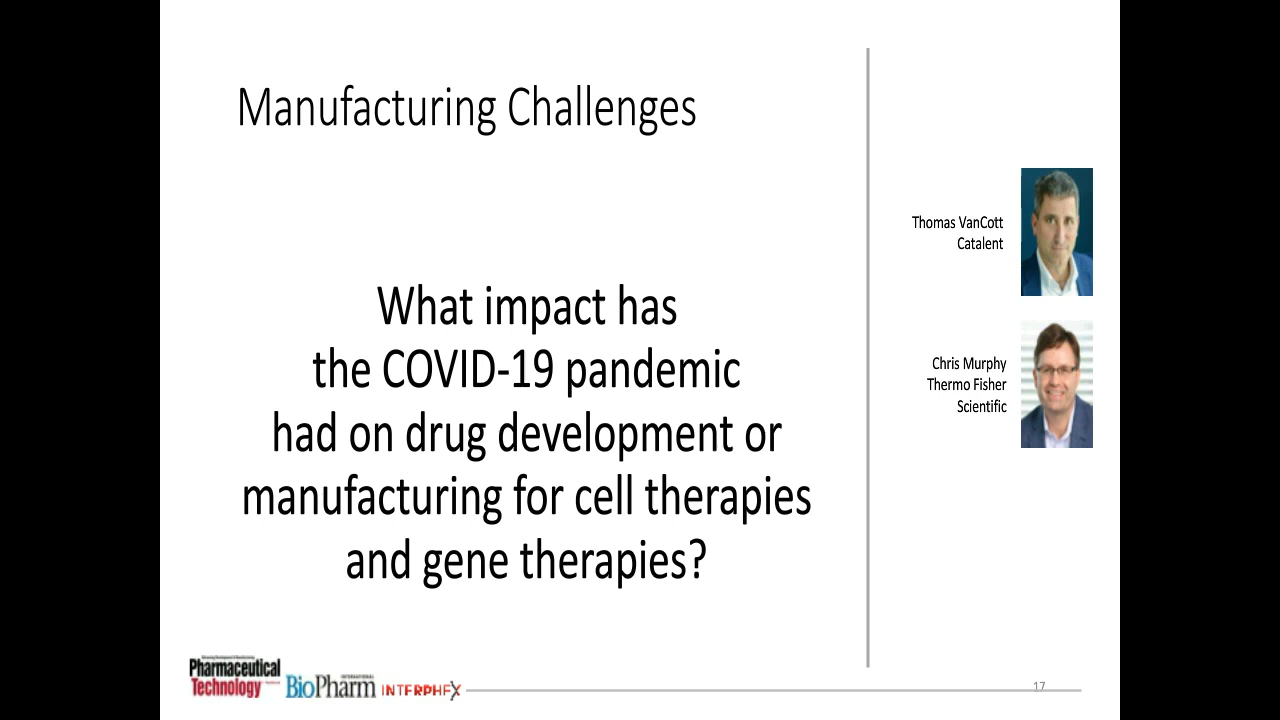 Manufacturing Challenges
What impact has
the COVID-19 pandemic
had on drug development or
manufacturing for cell therapies
and gene therapies?
Thomas VanCott
Catalent
Chris Murphy
Thermo Fisher
Scientific
Pharmaceutical
Technology
INTERNATIONAL
BioPharm
INTERPHEX
17